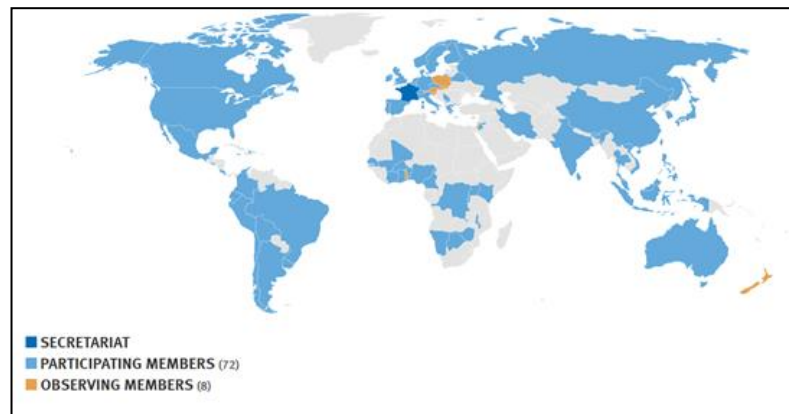 SECRETARIAT
PARTICIPATING MEMBERS (72)
OBSERVING MEMBERS (8)